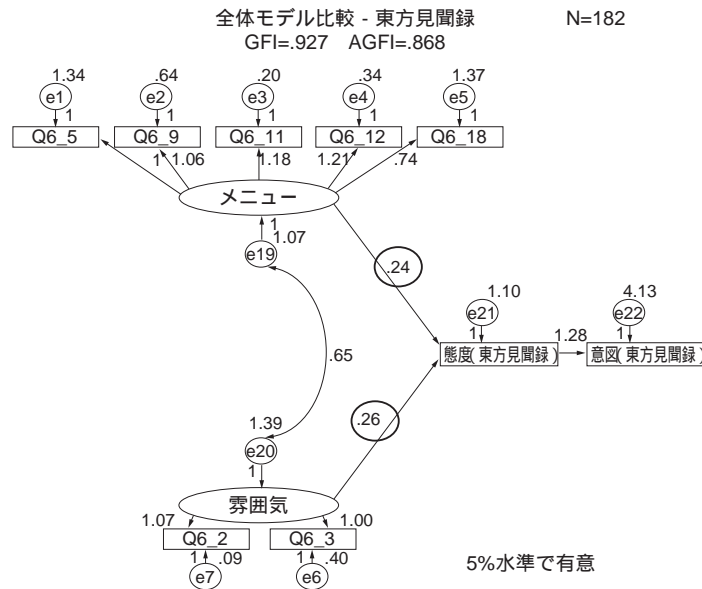 全体モデル比較 - 東方見聞録 N=182
GFI=.927 AGFI=.868
1.34 .64 .20 .34 1.37
e1 e2 e3 e4 e5
1 1 1 1 1
Q6_5 Q6_9 Q6_11 Q6_12 Q6_18
1 1.06 1.18 1.21 .74
メニュー
1
1.07
e19
.24
1.10 4.13
e21 e22
1 1.28 1
態度(東方見聞録) 意図(東方見聞録)
.65
.26
1.39
e20
1
雰囲気
1.07 1.00
Q6_2 Q6_3
1 .09 1 .40
e7 e6
5%水準で有意